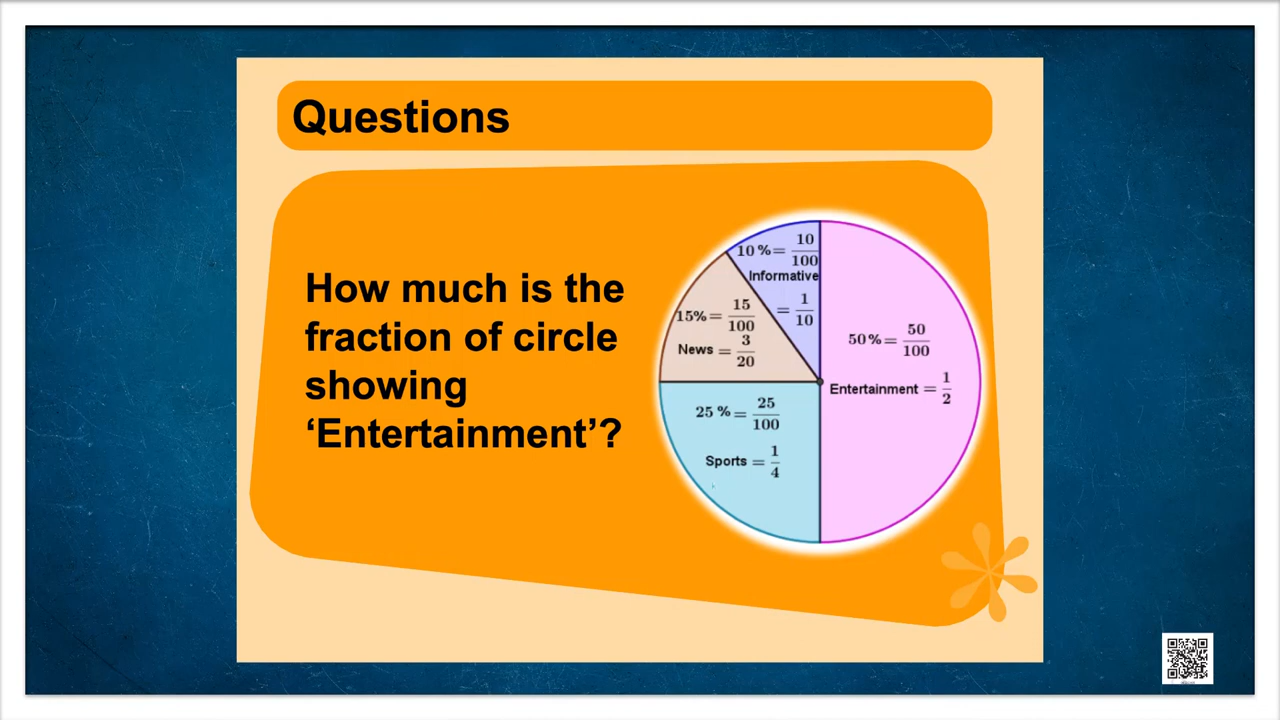 Questions
How much is the
fraction of circle
showing
‘Entertainment’?
10 % = 10/100
Informative
= 1/10
15% = 15/100
News = 3/20
25 % = 25/100
Sports = 1/4
50 % = 50/100
Entertainment = 1/2